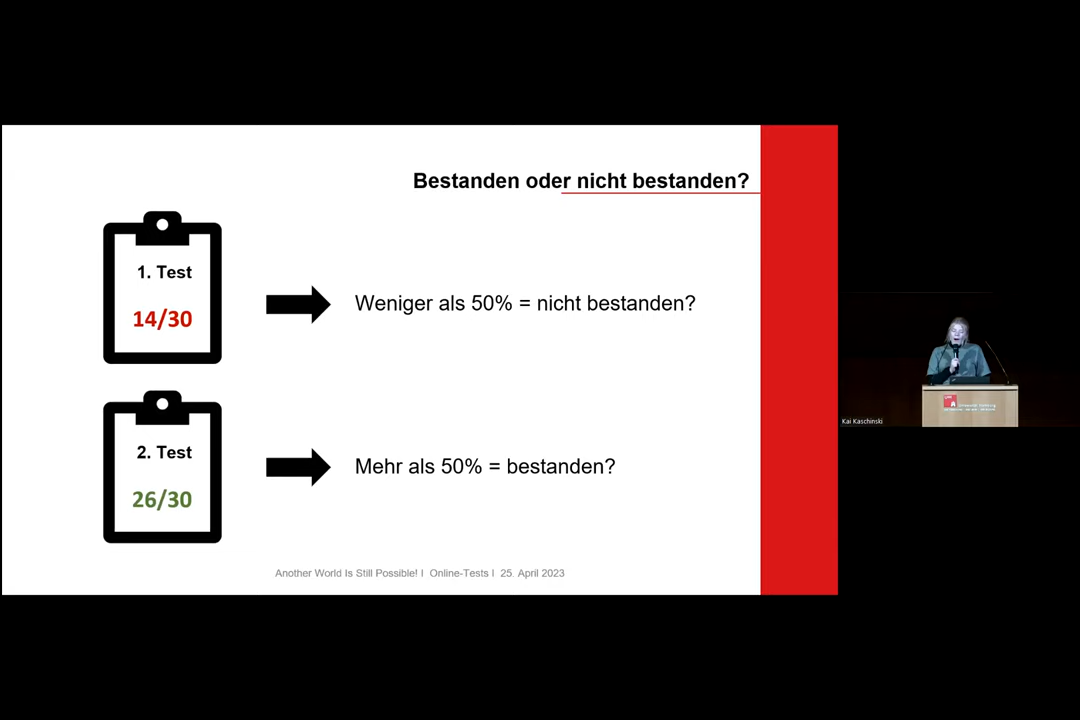 Bestanden oder nicht bestanden?
1. Test
14/30
Weniger als 50% = nicht bestanden?
2. Test
26/30
Mehr als 50% = bestanden?
Another World Is Still Possible! I Online-Tests I 25. April 2023
Kai Kaschinski